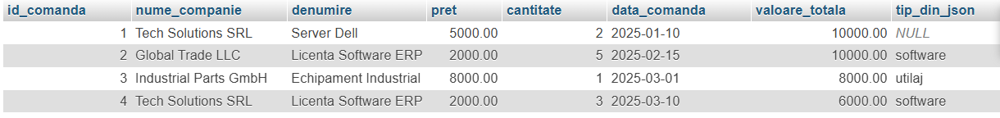 id_comanda nume_companie denumire pret cantitate data_comanda valoare_totala tip_din_json
1 Tech Solutions SRL Server Dell 5000.00 2 2025-01-10 10000.00 NULL
2 Global Trade LLC Licenta Software ERP 2000.00 5 2025-02-15 10000.00 software
3 Industrial Parts GmbH Echipament Industrial 8000.00 1 2025-03-01 8000.00 utilaj
4 Tech Solutions SRL Licenta Software ERP 2000.00 3 2025-03-10 6000.00 software